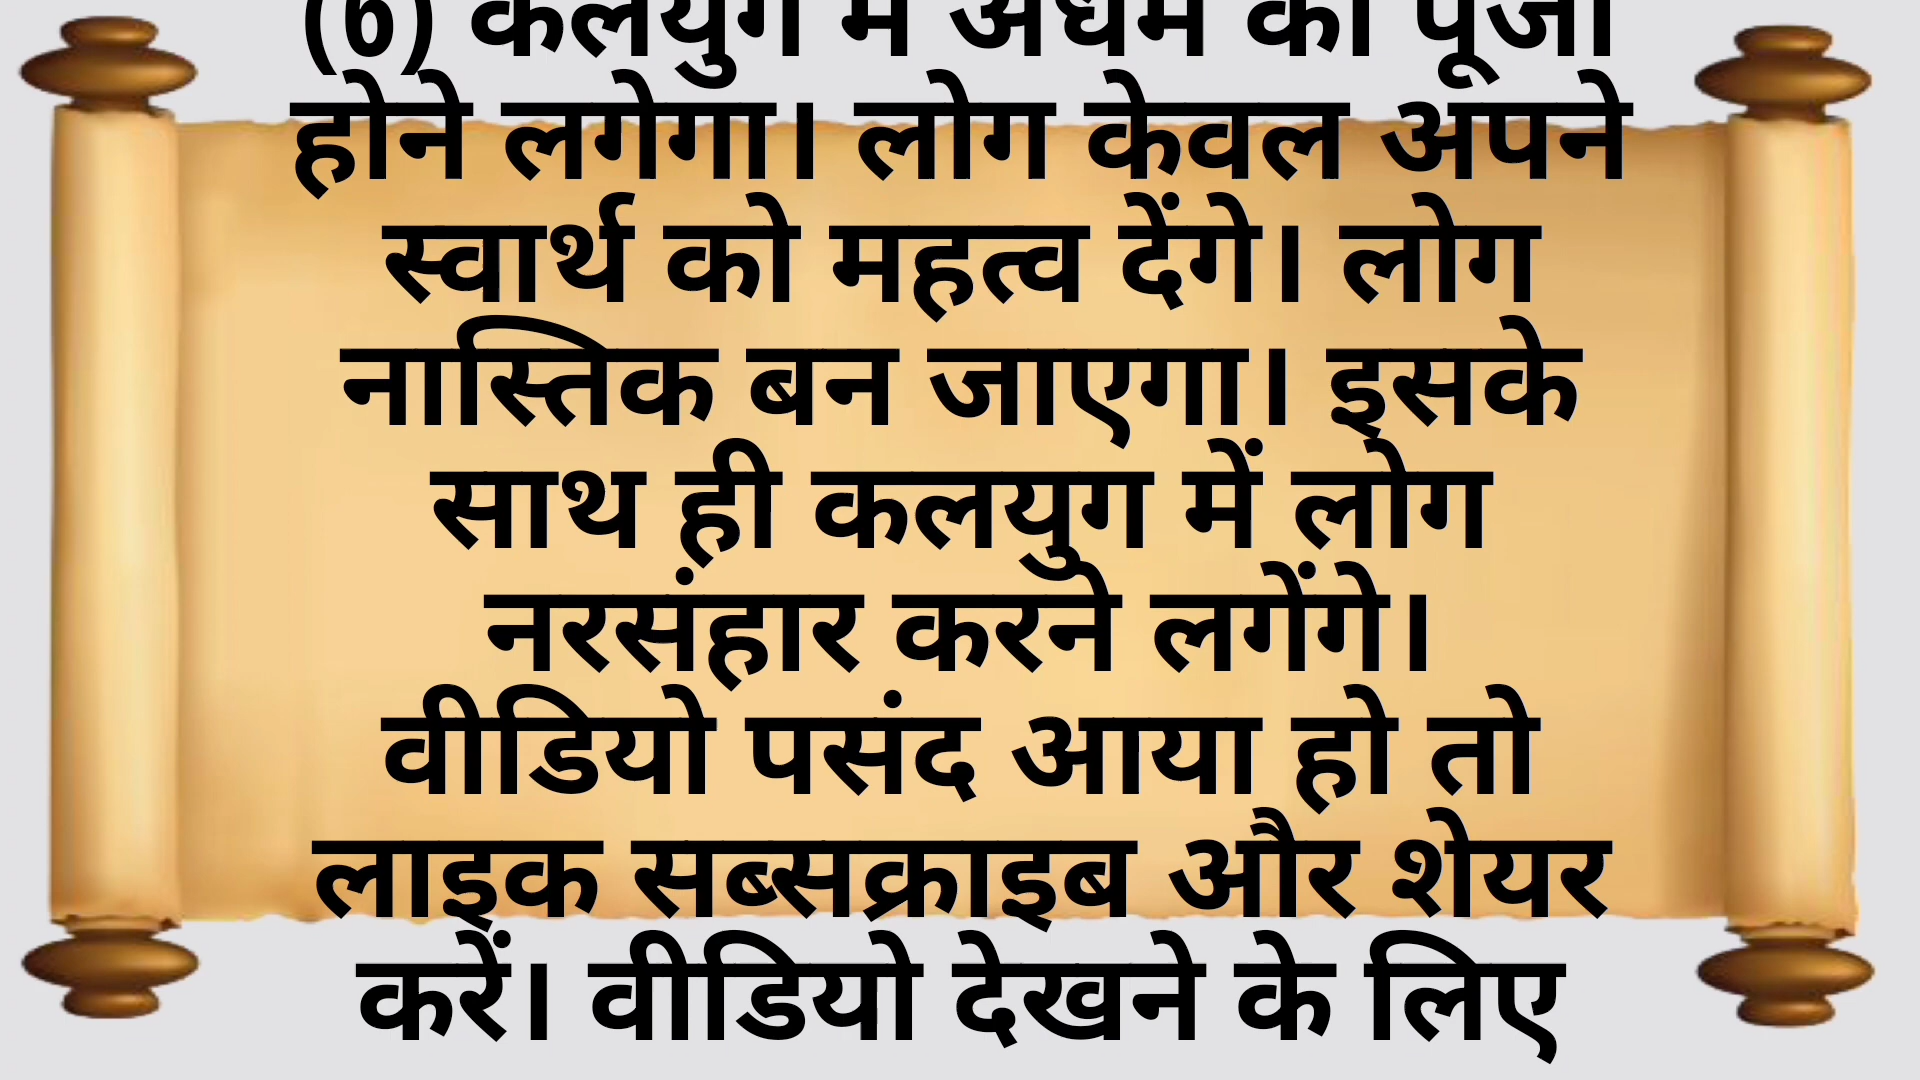 (6) कलयुग में अधर्म की पूजा
होने लगेगा। लोग केवल अपने
स्वार्थ को महत्व देंगे। लोग
नास्तिक बन जाएगा। इसके
साथ ही कलयुग में लोग
नरसंहार करने लगेंगे।
वीडियो पसंद आया हो तो
लाइक सब्सक्राइब और शेयर
करें। वीडियो देखने के लिए